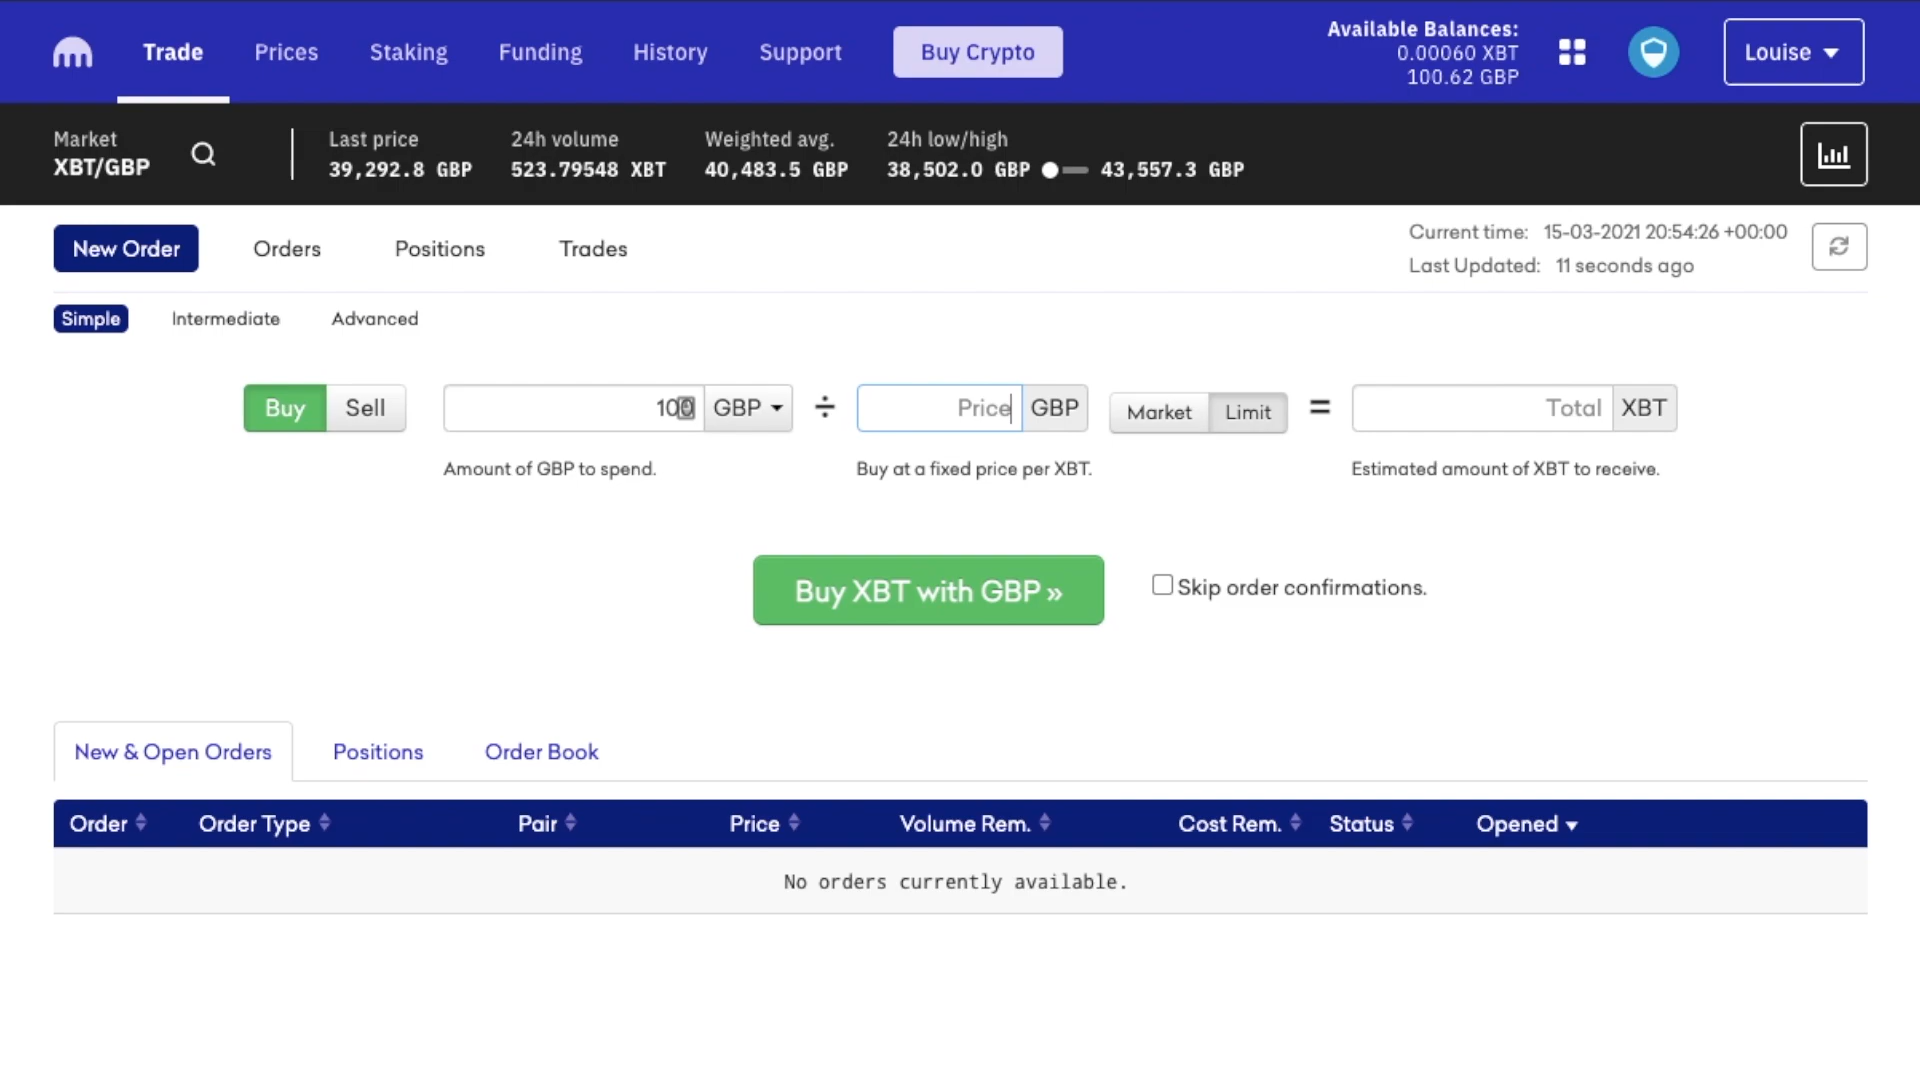 Trade Prices Staking Funding History Support Buy Crypto
Available Balances:
0.00060 XBT
100.62 GBP
Louise
Market
XBT/GBP
Last price
39,292.8 GBP
24h volume
523.79548 XBT
Weighted avg.
40,483.5 GBP
24h low/high
38,502.0 GBP 43,557.3 GBP
New Order Orders Positions Trades
Current time: 15-03-2021 20:54:26 +00:00
Last Updated: 11 seconds ago
Simple Intermediate Advanced
Buy Sell 100 GBP ÷ Price GBP Market Limit = Total XBT
Amount of GBP to spend. Buy at a fixed price per XBT. Estimated amount of XBT to receive.
Buy XBT with GBP » Skip order confirmations.
New & Open Orders Positions Order Book
Order Order Type Pair Price Volume Rem. Cost Rem. Status Opened
No orders currently available.